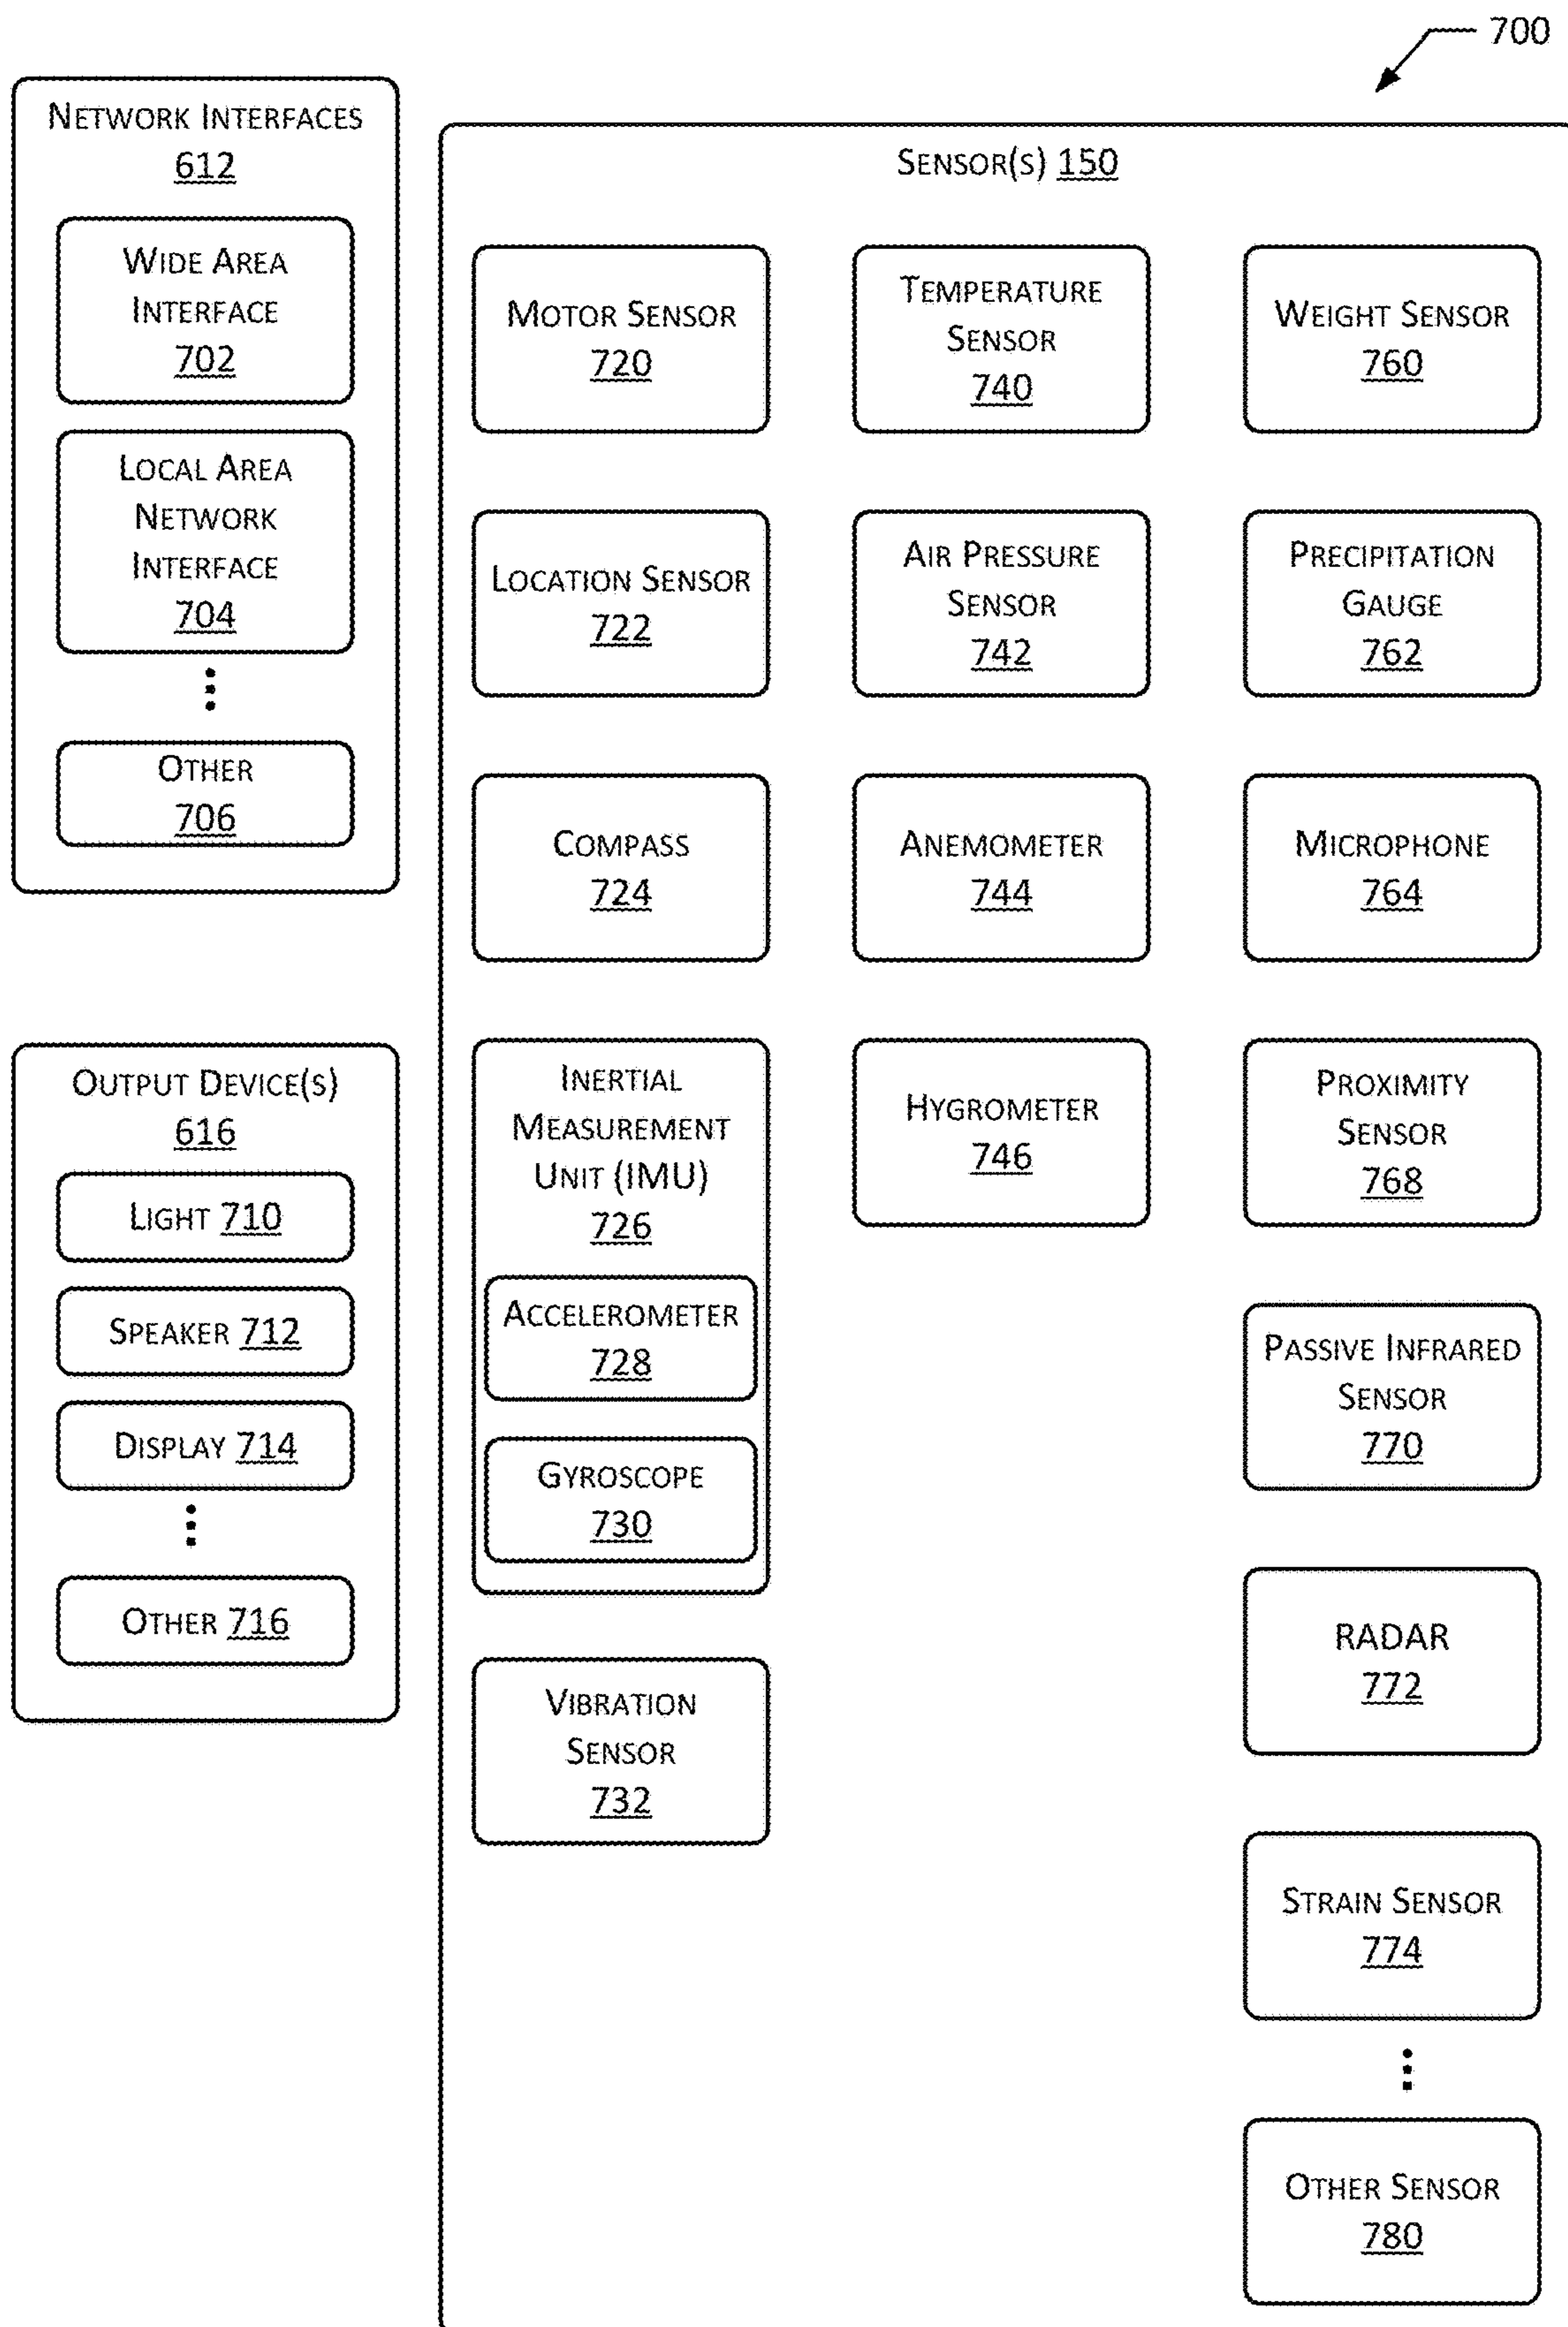 700
NETWORK INTERFACES
612
WIDE AREA
INTERFACE
702
LOCAL AREA
NETWORK
INTERFACE
704
OTHER
706
OUTPUT DEVICE(S)
616
LIGHT 710
SPEAKER 712
DISPLAY 714
OTHER 716
SENSOR(S) 150
MOTOR SENSOR
720
LOCATION SENSOR
722
COMPASS
724
INERTIAL
MEASUREMENT
UNIT (IMU)
726
ACCELEROMETER
728
GYROSCOPE
730
VIBRATION
SENSOR
732
TEMPERATURE
SENSOR
740
AIR PRESSURE
SENSOR
742
ANEMOMETER
744
HYGROMETER
746
WEIGHT SENSOR
760
PRECIPITATION
GAUGE
762
MICROPHONE
764
PROXIMITY
SENSOR
768
PASSIVE INFRARED
SENSOR
770
RADAR
772
STRAIN SENSOR
774
OTHER SENSOR
780